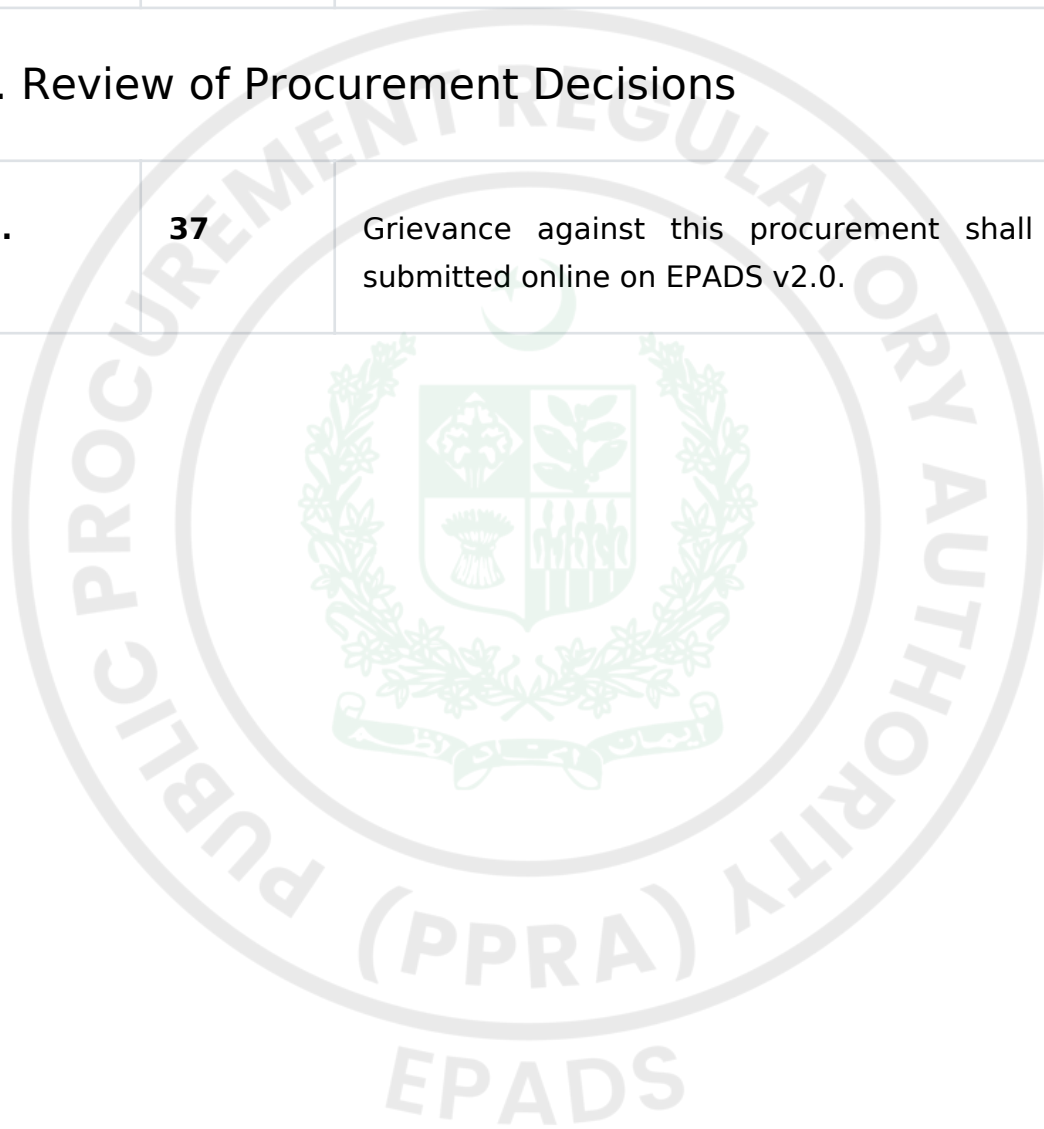 . Review of Procurement Decisions
. 37 Grievance against this procurement shall
submitted online on EPADS v2.0.
PUBLIC PROCUREMENT REGULATORY AUTHORITY
(PPRA)
EPADS